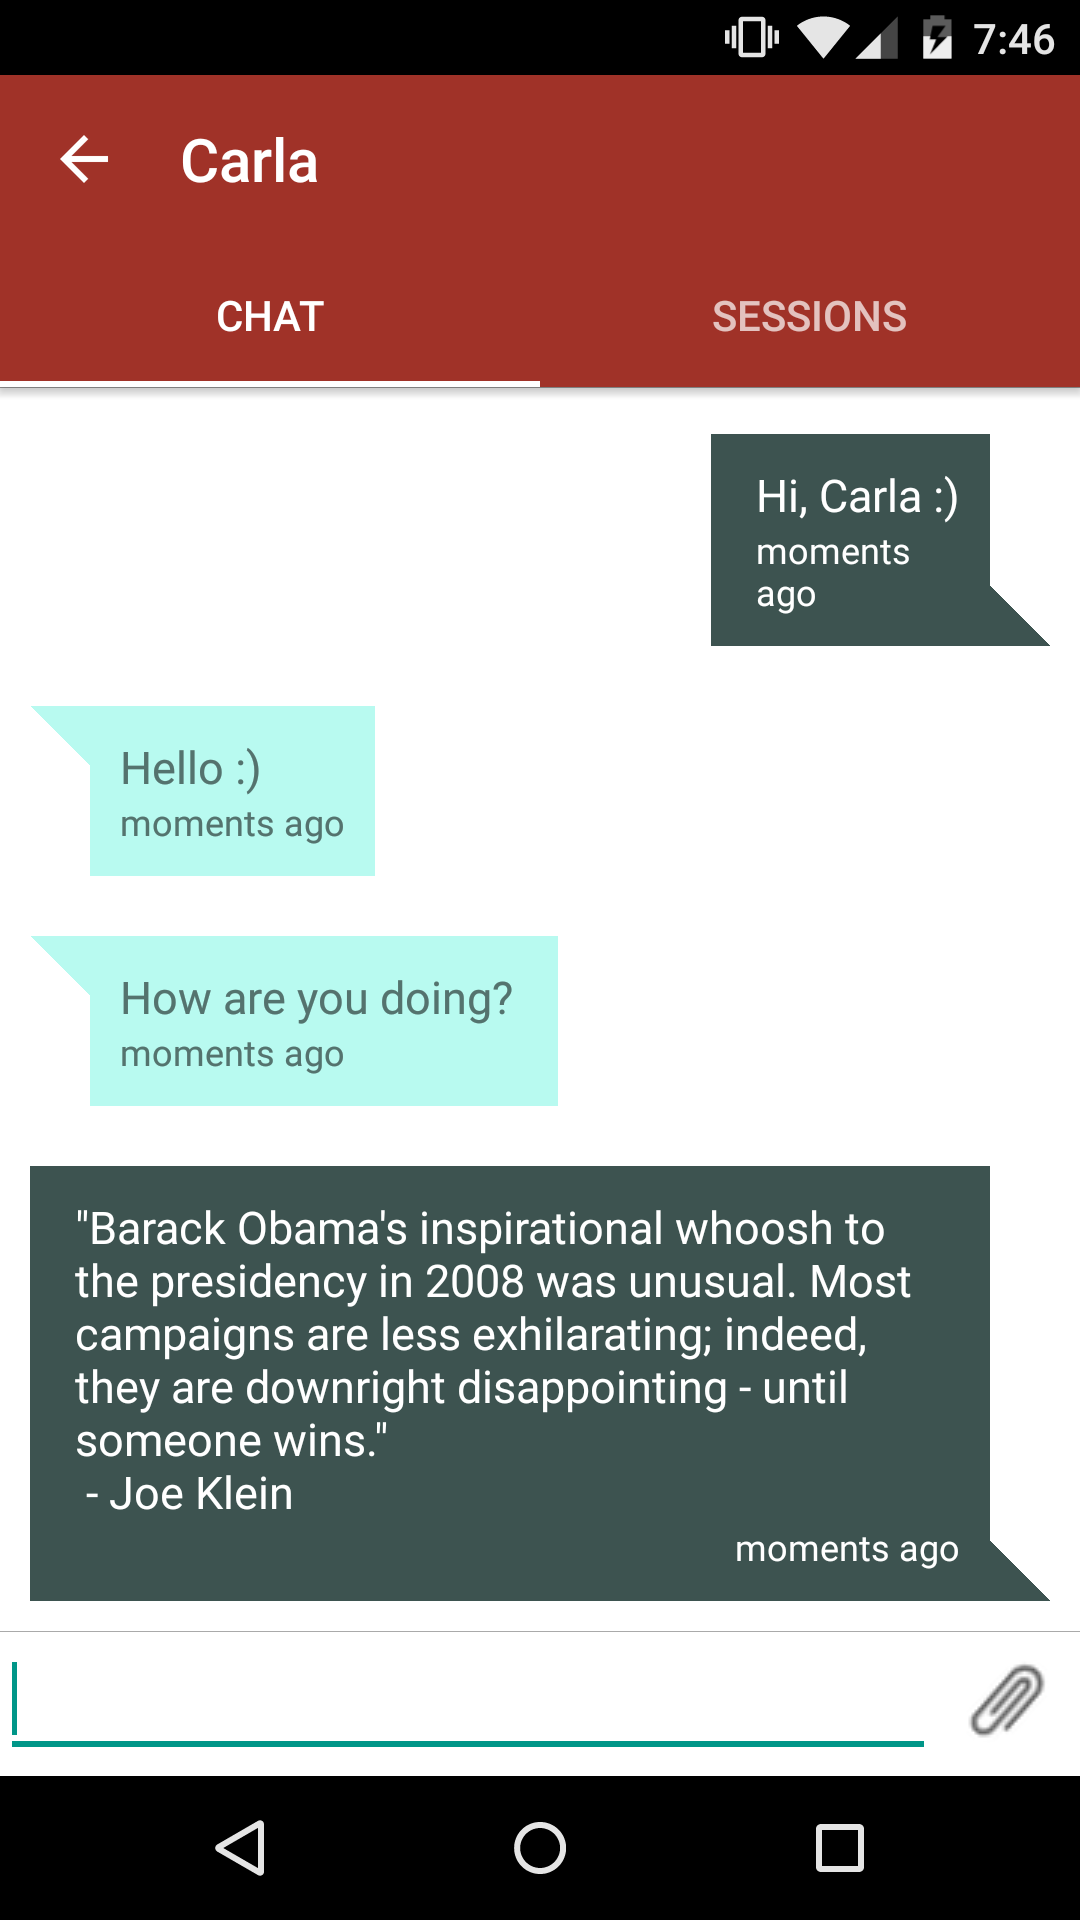 7:46
Carla
CHAT
SESSIONS
Hi, Carla :)
moments
ago
Hello :)
moments ago
How are you doing?
moments ago
"Barack Obama's inspirational whoosh to
the presidency in 2008 was unusual. Most
campaigns are less exhilarating; indeed,
they are downright disappointing - until
someone wins."
- Joe Klein
moments ago